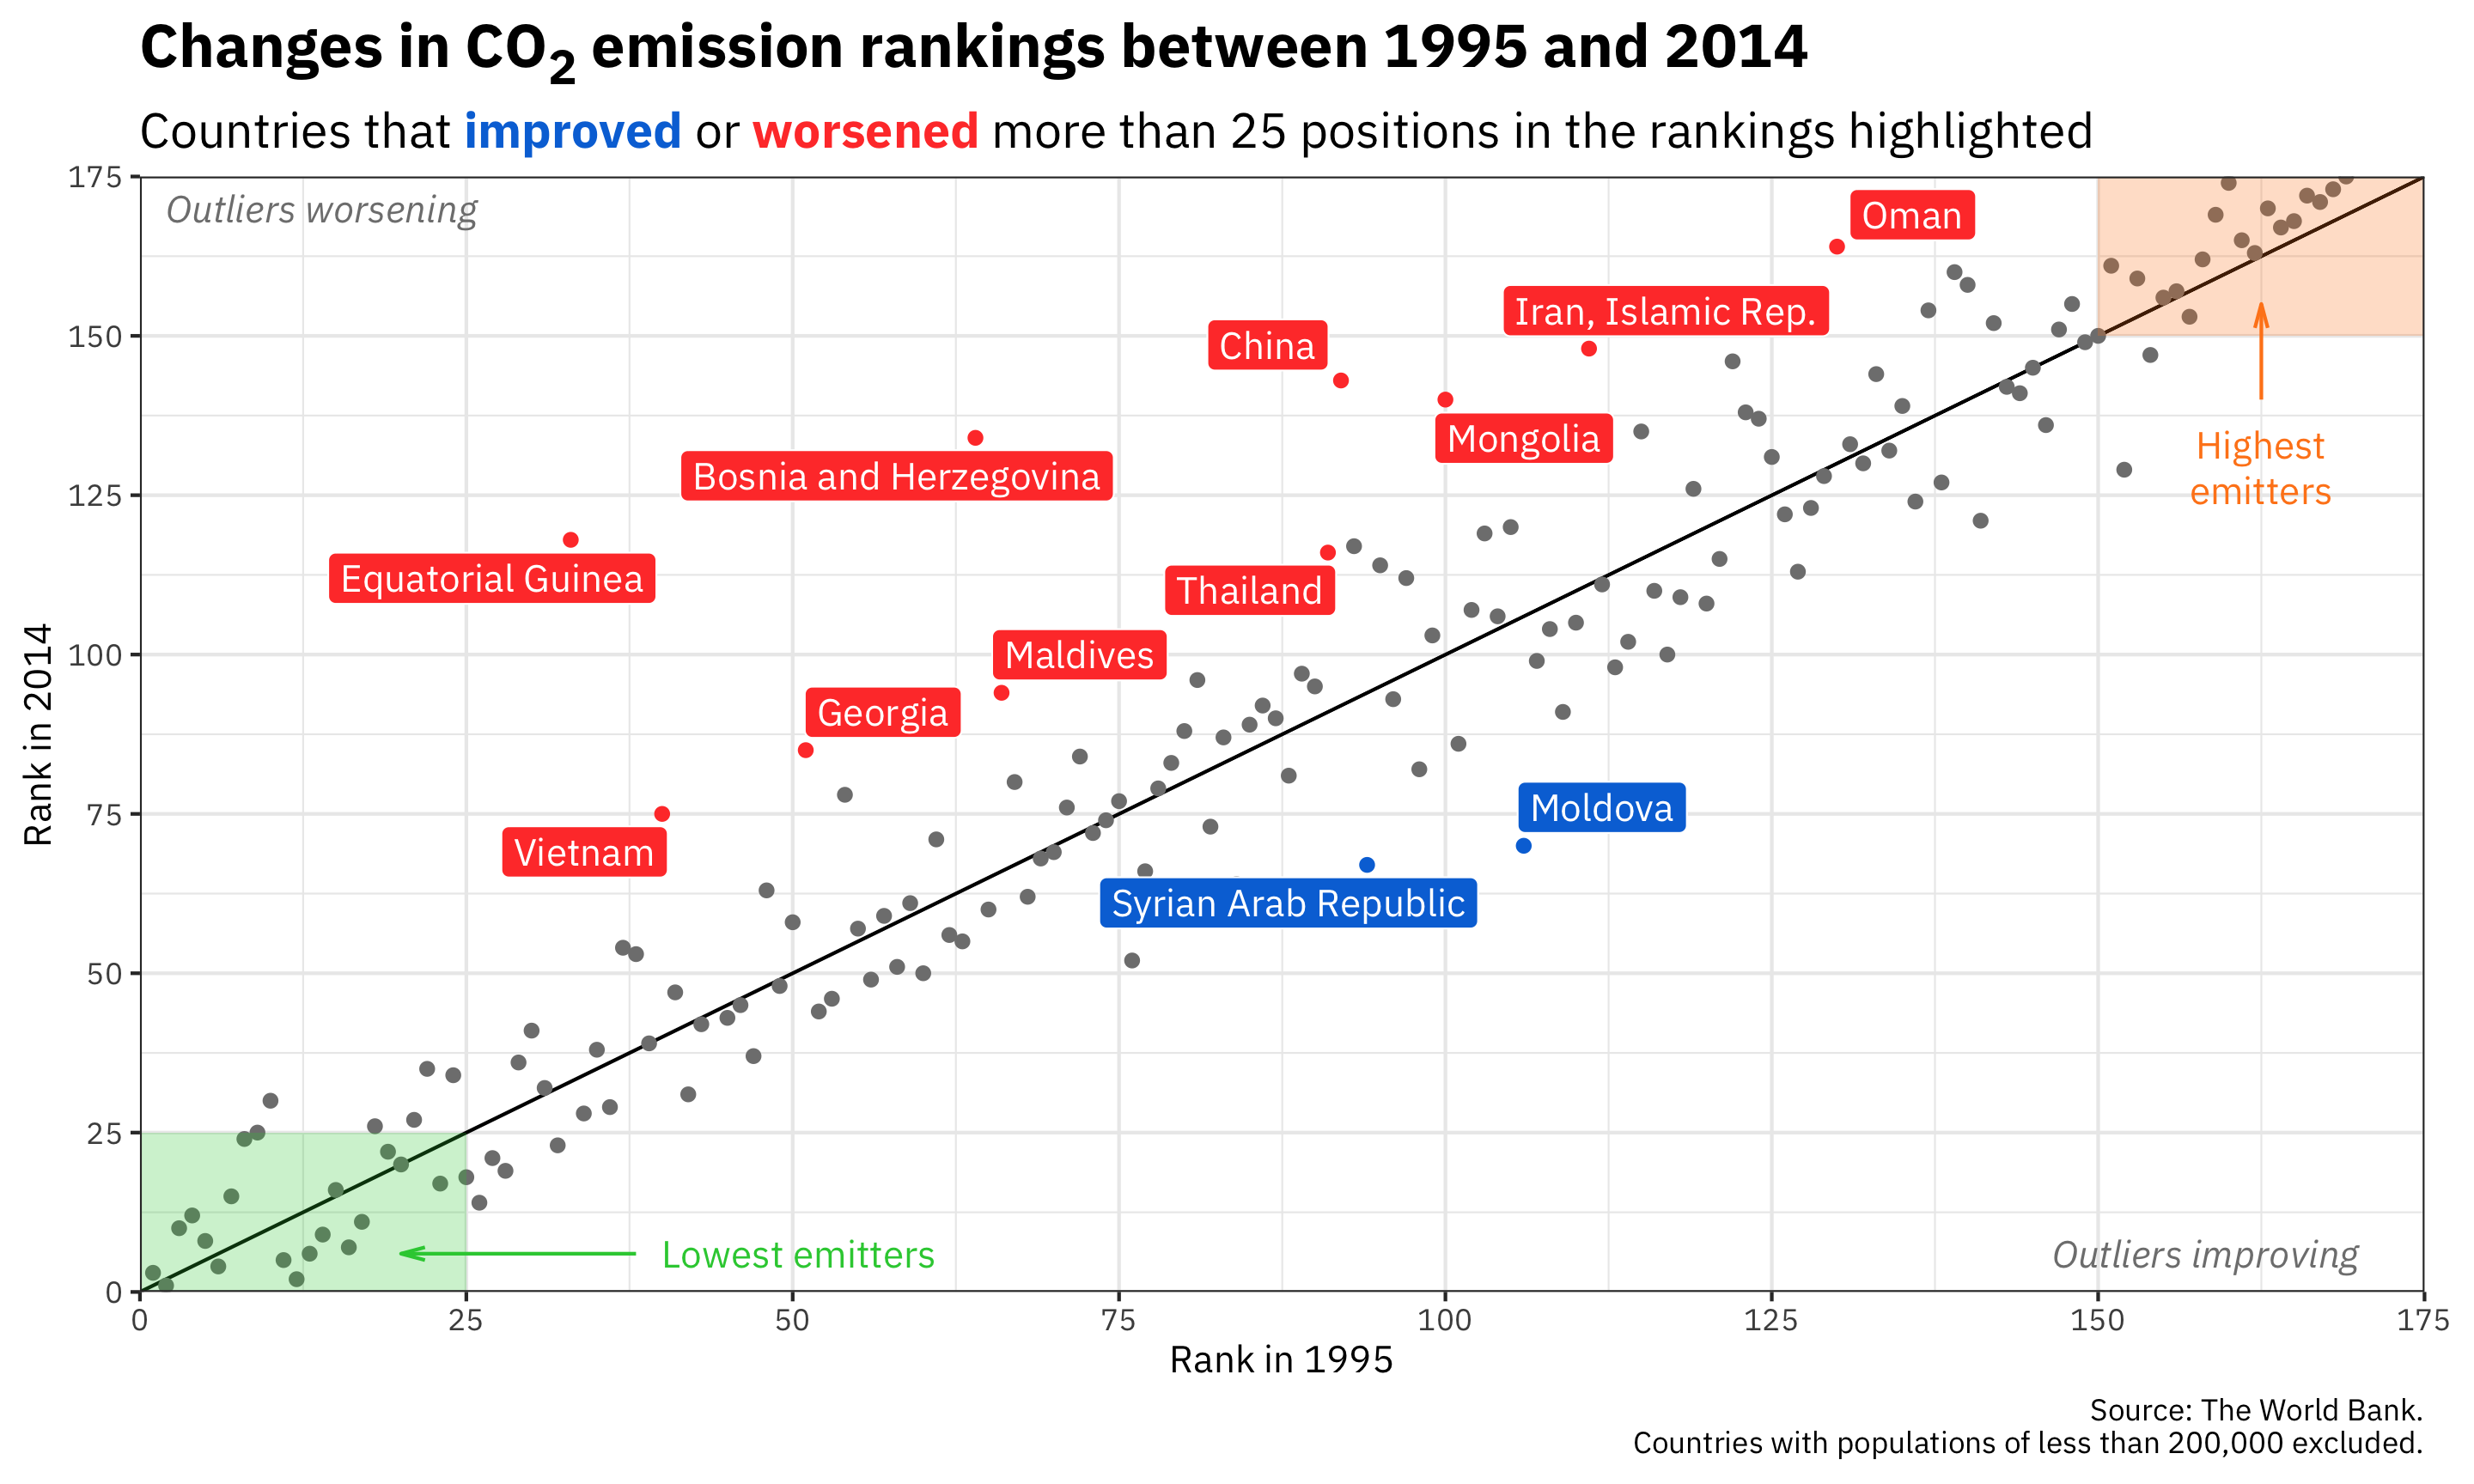 Changes in CO₂ emission rankings between 1995 and 2014
Countries that improved or worsened more than 25 positions in the rankings highlighted
175
Outliers worsening
Oman
Iran, Islamic Rep.
China
150
Mongolia
Highest
emitters
Bosnia and Herzegovina
125
Equatorial Guinea
Thailand
Maldives
100
Georgia
Moldova
75
Vietnam
Syrian Arab Republic
50
25
Lowest emitters
Outliers improving
0
Rank in 2014
0 25 50 75 100 125 150 175
Rank in 1995
Source: The World Bank.
Countries with populations of less than 200,000 excluded.